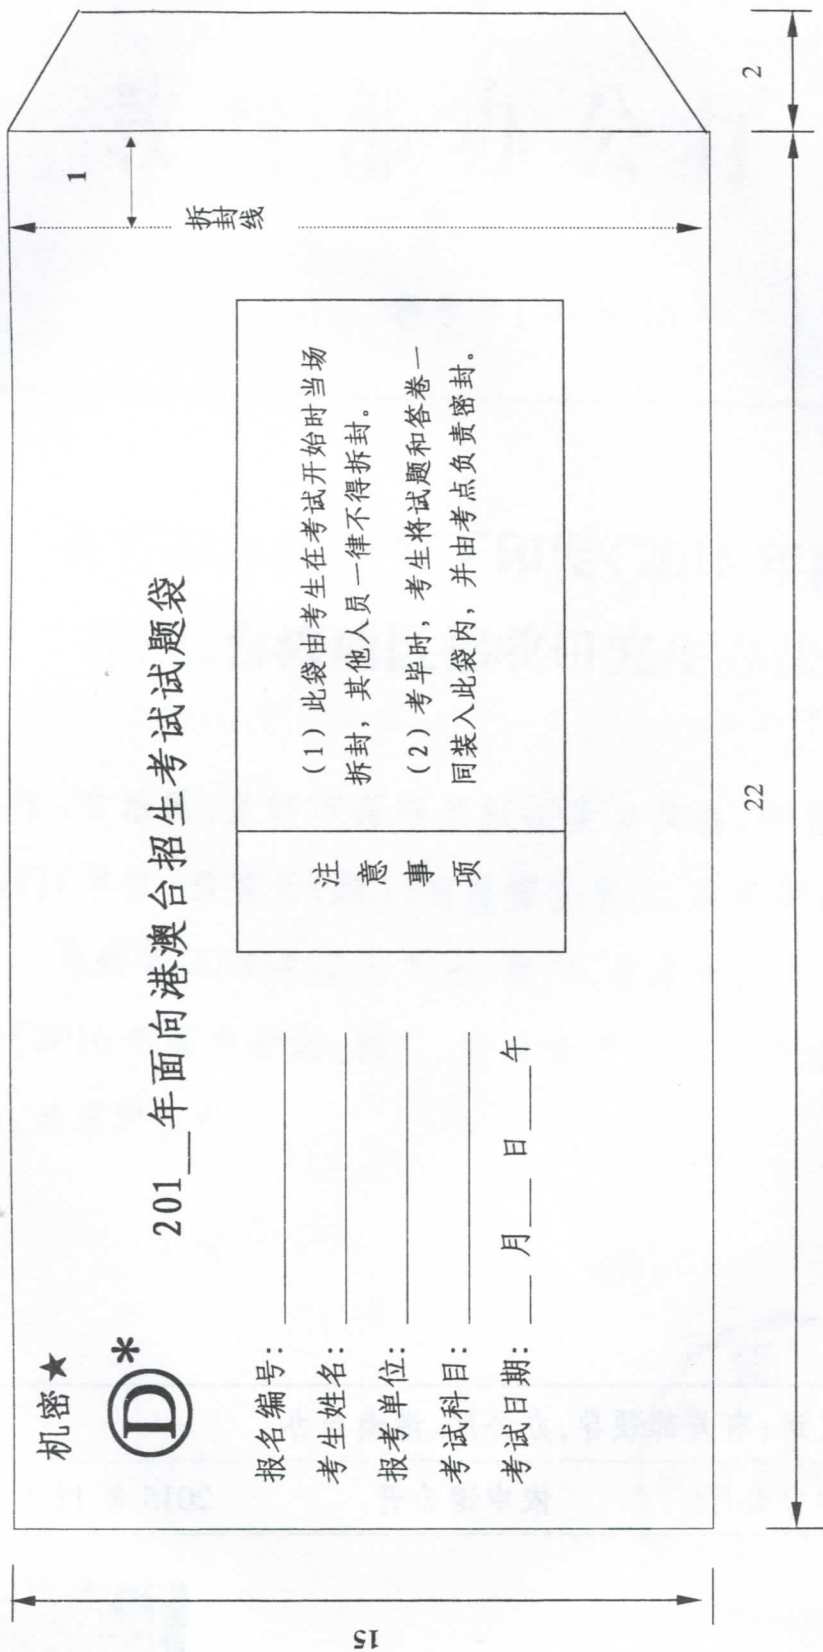 机密★
Ⓓ*
201__年面向港澳台招生考试试题袋
报名编号：
考生姓名：
报考单位：
考试科目：
考试日期：__月__日__午
注
意
事
项
（1）此袋由考生在考试开始时当场
拆封，其他人员一律不得拆封。
（2）考毕时，考生将试题和答卷一
同装入此袋内，并由考点负责密封。
拆
封
线
1
2
22
15